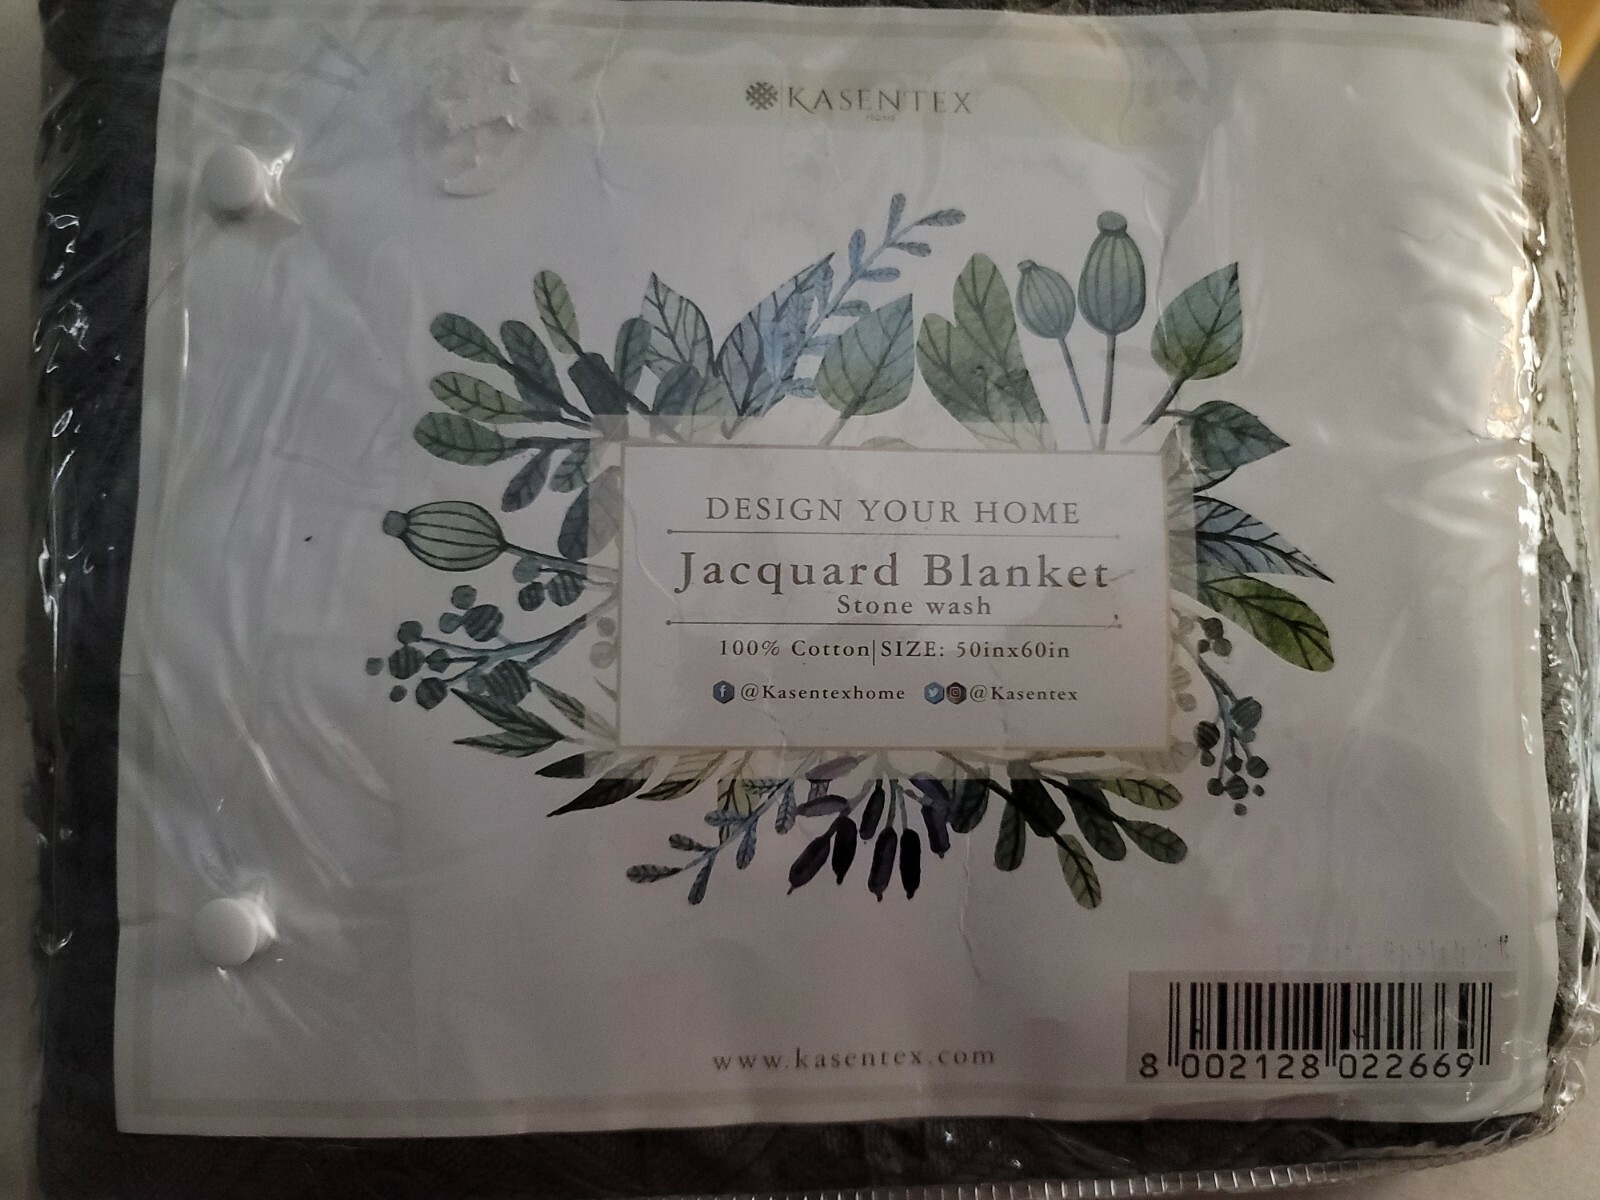 KASENTEX
HOME
DESIGN YOUR HOME
Jacquard Blanket
Stone wash
100% Cotton|SIZE: 50inx60in
@Kasentexhome @Kasentex
www.kasentex.com
8 002128 022669